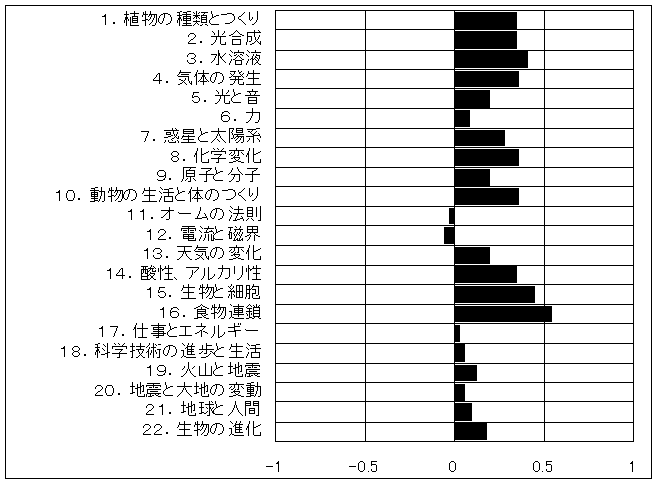 1. 植物の種類とつくり
2. 光合成
3. 水溶液
4. 気体の発生
5. 光と音
6. 力
7. 惑星と太陽系
8. 化学変化
9. 原子と分子
10. 動物の生活と体のつくり
11. オームの法則
12. 電流と磁界
13. 天気の変化
14. 酸性、アルカリ性
15. 生物と細胞
16. 食物連鎖
17. 仕事とエネルギー
18. 科学技術の進歩と生活
19. 火山と地震
20. 地震と大地の変動
21. 地球と人間
22. 生物の進化
-1 -0.5 0 0.5 1